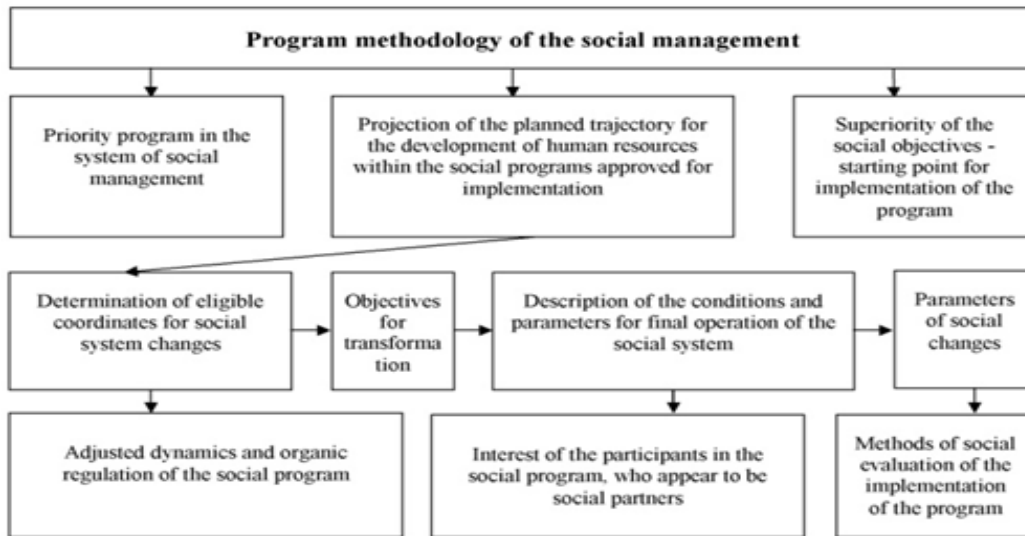 Program methodology of the social management
Priority program in the
system of social
management
Projection of the planned trajectory for
the development of human resources
within the social programs approved for
implementation
Superiority of the
social objectives -
starting point for
implementation of the
program
Determination of eligible
coordinates for social
system changes
Objectives
for
transforma
tion
Description of the conditions and
parameters for final operation of the
social system
Parameters
of social
changes
Adjusted dynamics and organic
regulation of the social program
Interest of the participants in the
social program, who appear to be
social partners
Methods of social
evaluation of the
implementation
of the program